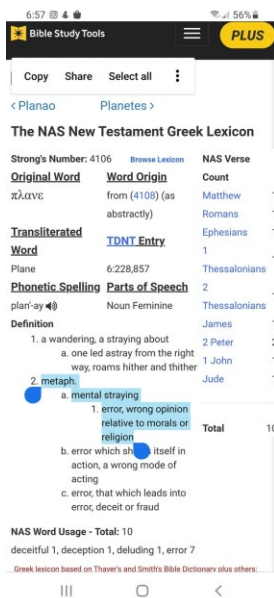 6:57
56%
Bible Study Tools
PLUS
Copy Share Select all
< Planao Planetes >
The NAS New Testament Greek Lexicon
Strong's Number: 4106 Browse Lexicon
Original Word Word Origin
πλανε from (4108) (as
abstractly)
Transliterated
Word
TDNT Entry
Plane 6:228,857
Phonetic Spelling Parts of Speech
plan'-ay Noun Feminine
Definition
1. a wandering, a straying about
a. one led astray from the right
way, roams hither and thither
2. metaph.
a. mental straying
1. error, wrong opinion
relative to morals or
religion
b. error which itself in
action, a wrong mode of
acting
c. error, that which leads into
error, deceit or fraud
NAS Verse
Count
Matthew
Romans
Ephesians
1
Thessalonians
2
Thessalonians
James
2 Peter
1 John
Jude
Total 10
NAS Word Usage - Total: 10
deceitful 1, deception 1, deluding 1, error 7
Greek lexicon based on Thayer's and Smith's Bible Dictionary plus others;